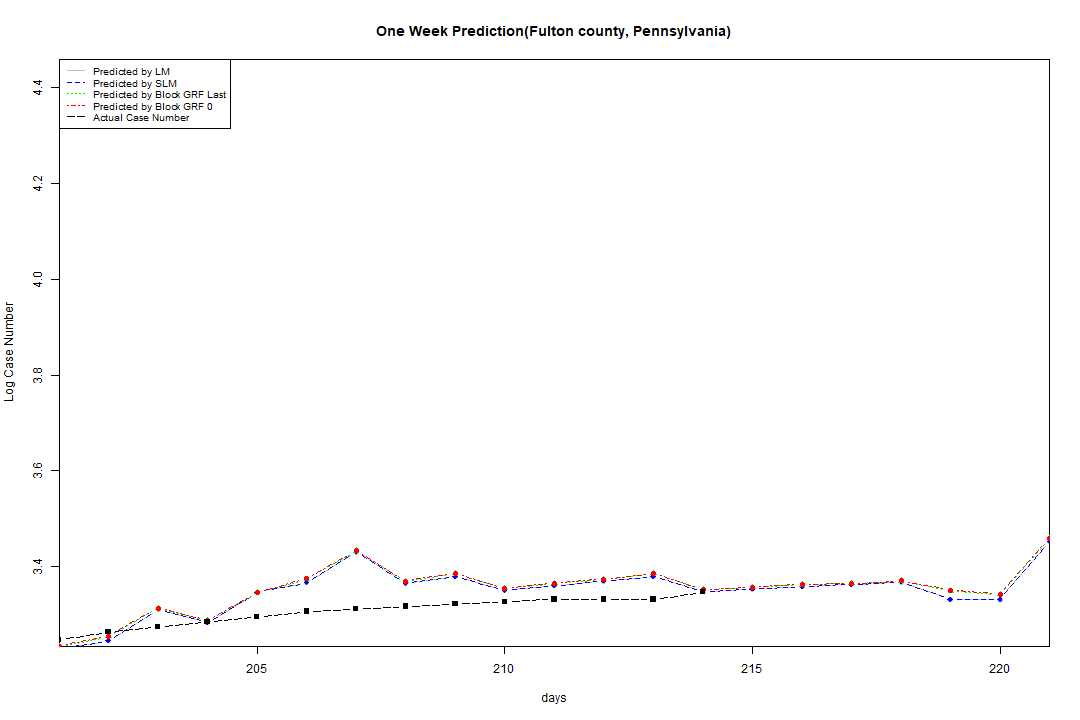 One Week Prediction(Fulton county, Pennsylvania)
Predicted by LM
Predicted by SLM
Predicted by Block GRF Last
Predicted by Block GRF 0
Actual Case Number
4.4
4.2
4.0
3.8
3.6
3.4
Log Case Number
205
210
215
220
days